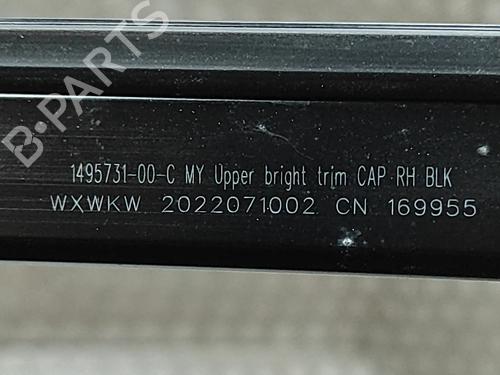 B-PARTS
1495731-00-C MY Upper bright trim CAP RH BLK
WXWKW 2022071002 CN 169955